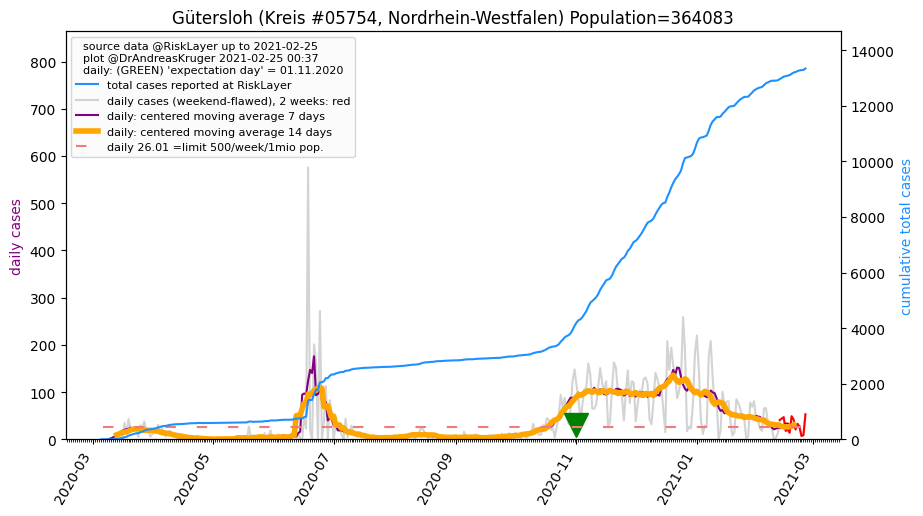 Gütersloh (Kreis #05754, Nordrhein-Westfalen) Population=364083
source data @RiskLayer up to 2021-02-25
plot @DrAndreasKruger 2021-02-25 00:37
daily: (GREEN) 'expectation day' = 01.11.2020
total cases reported at RiskLayer
daily cases (weekend-flawed), 2 weeks: red
daily: centered moving average 7 days
daily: centered moving average 14 days
daily 26.01 =limit 500/week/1mio pop.
daily cases
800
700
600
500
400
300
200
100
0
cumulative total cases
14000
12000
10000
8000
6000
4000
2000
0
2020-03
2020-05
2020-07
2020-09
2020-11
2021-01
2021-03